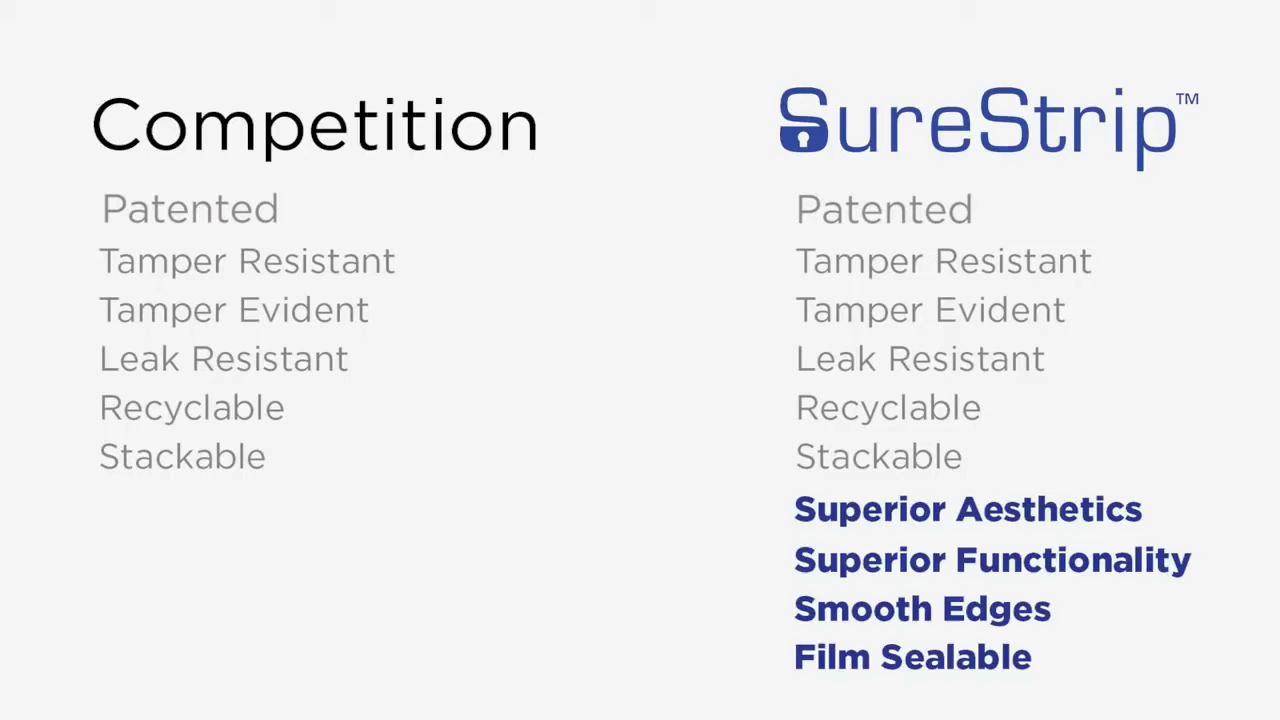 Competition
Patented
Tamper Resistant
Tamper Evident
Leak Resistant
Recyclable
Stackable
SureStrip™
Patented
Tamper Resistant
Tamper Evident
Leak Resistant
Recyclable
Stackable
Superior Aesthetics
Superior Functionality
Smooth Edges
Film Sealable